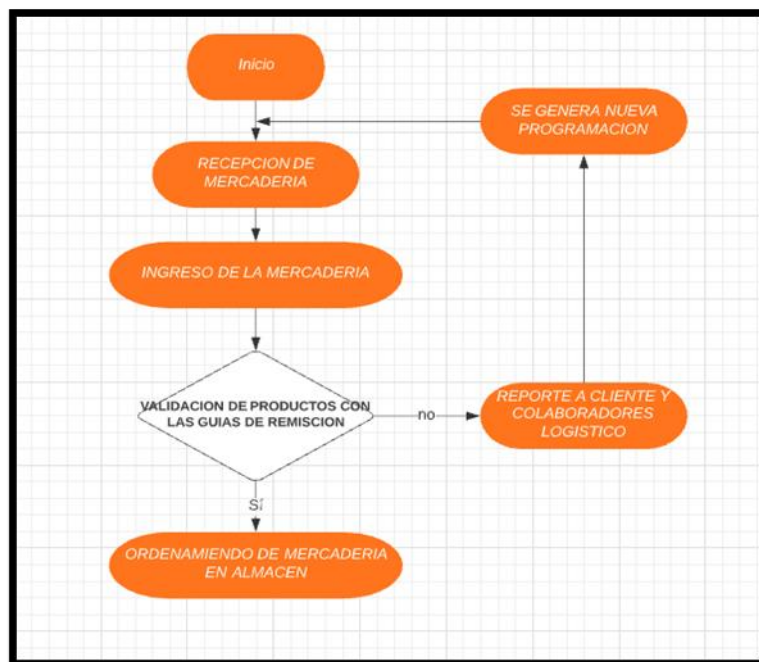 Inicio
SE GENERA NUEVA
PROGRAMACION
RECEPCION DE
MERCADERIA
INGRESO DE LA MERCADERIA
VALIDACION DE PRODUCTOS CON
LAS GUIAS DE REMISCION
no
REPORTE A CLIENTE Y
COLABORADORES
LOGISTICO
Sí
ORDENAMIENDO DE MERCADERIA
EN ALMACEN